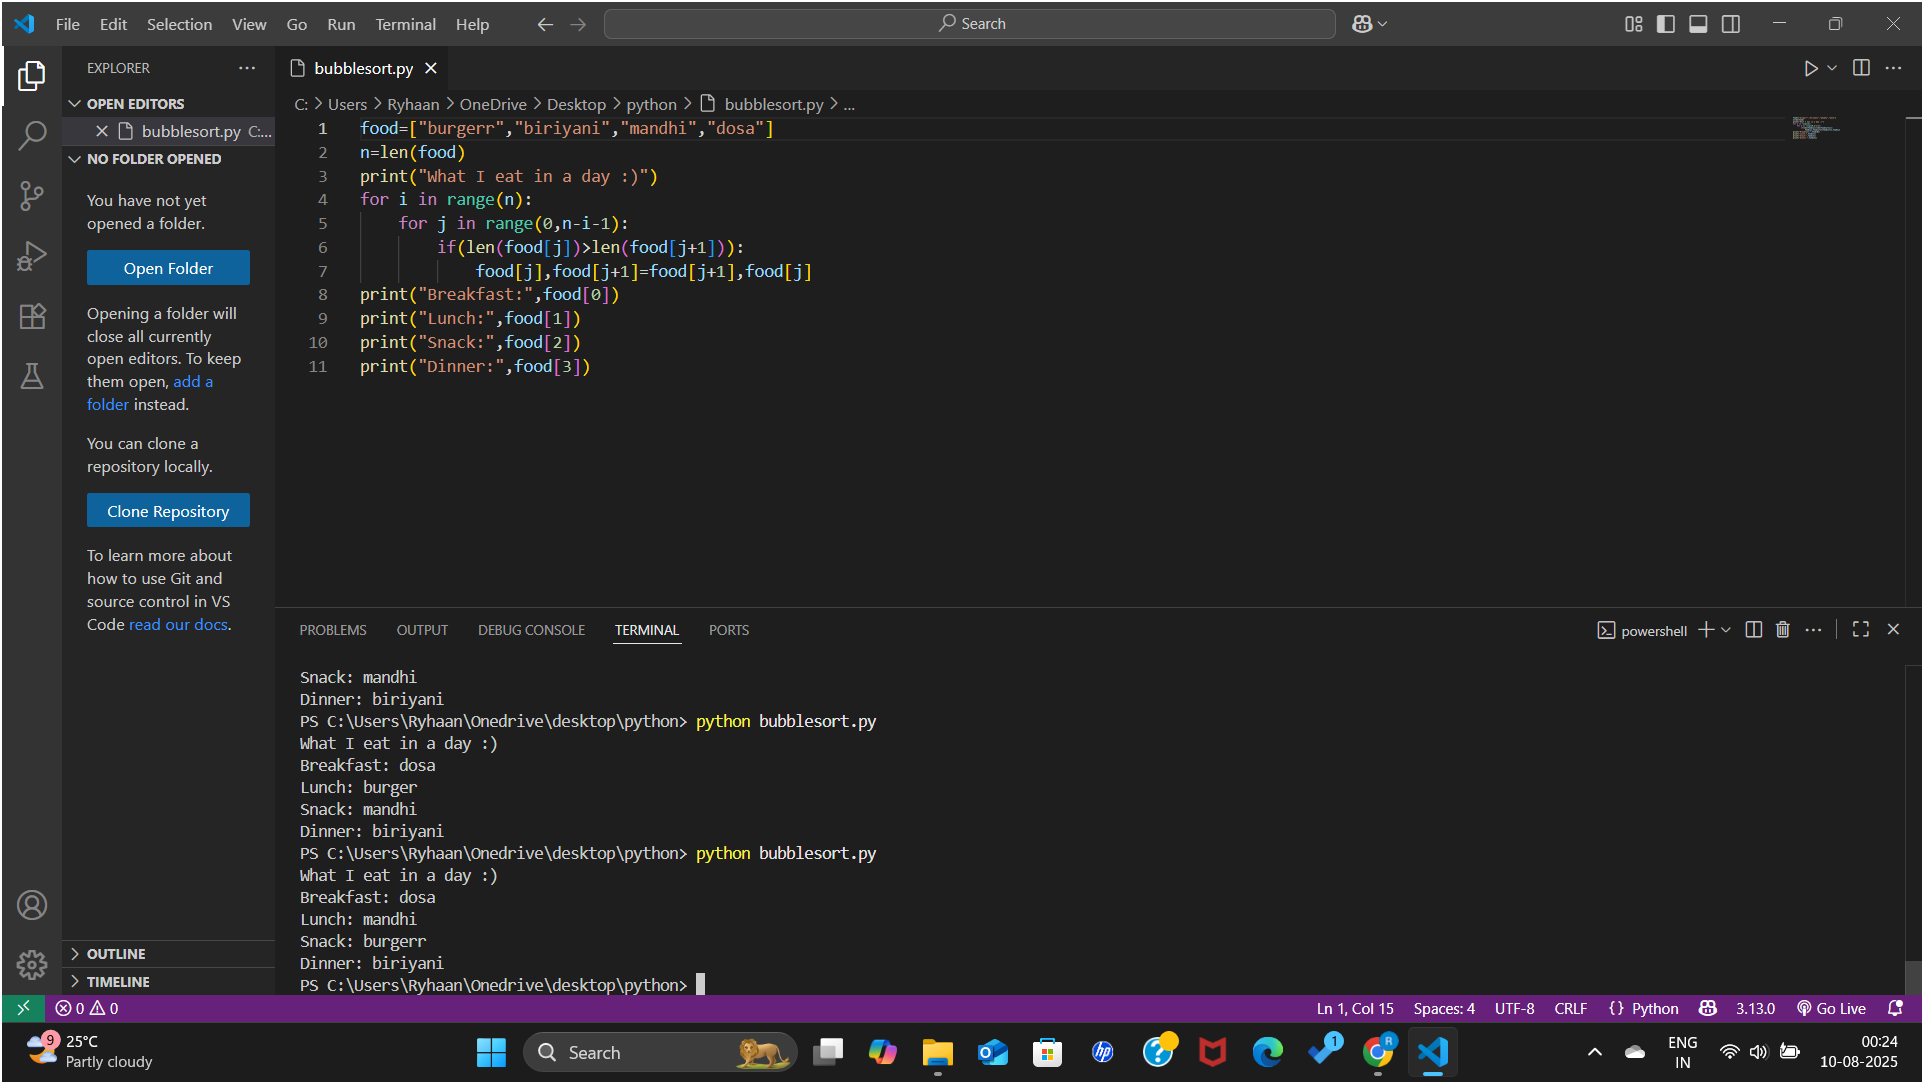 File Edit Selection View Go Run Terminal Help
Search
EXPLORER
OPEN EDITORS
bubblesort.py C:...
NO FOLDER OPENED
You have not yet
opened a folder.
Open Folder
Opening a folder will
close all currently
open editors. To keep
them open, add a
folder instead.
You can clone a
repository locally.
Clone Repository
To learn more about
how to use Git and
source control in VS
Code read our docs.
OUTLINE
TIMELINE
bubblesort.py
C: > Users > Ryhaan > OneDrive > Desktop > python > bubblesort.py > ...
1 food=["burgerr","biriyani","mandhi","dosa"]
2 n=len(food)
3 print("What I eat in a day :)")
4 for i in range(n):
5 for j in range(0,n-i-1):
6 if(len(food[j])>len(food[j+1])):
7 food[j],food[j+1]=food[j+1],food[j]
8 print("Breakfast:",food[0])
9 print("Lunch:",food[1])
10 print("Snack:",food[2])
11 print("Dinner:",food[3])
PROBLEMS OUTPUT DEBUG CONSOLE TERMINAL PORTS
powershell
Snack: mandhi
Dinner: biriyani
PS C:\Users\Ryhaan\Onedrive\desktop\python> python bubblesort.py
What I eat in a day :)
Breakfast: dosa
Lunch: burger
Snack: mandhi
Dinner: biriyani
PS C:\Users\Ryhaan\Onedrive\desktop\python> python bubblesort.py
What I eat in a day :)
Breakfast: dosa
Lunch: mandhi
Snack: burgerr
Dinner: biriyani
PS C:\Users\Ryhaan\Onedrive\desktop\python>
0 0
Ln 1, Col 15 Spaces: 4 UTF-8 CRLF {} Python 3.13.0 Go Live
9
25°C
Partly cloudy
Search
hp
1
R
ENG
IN
00:24
10-08-2025